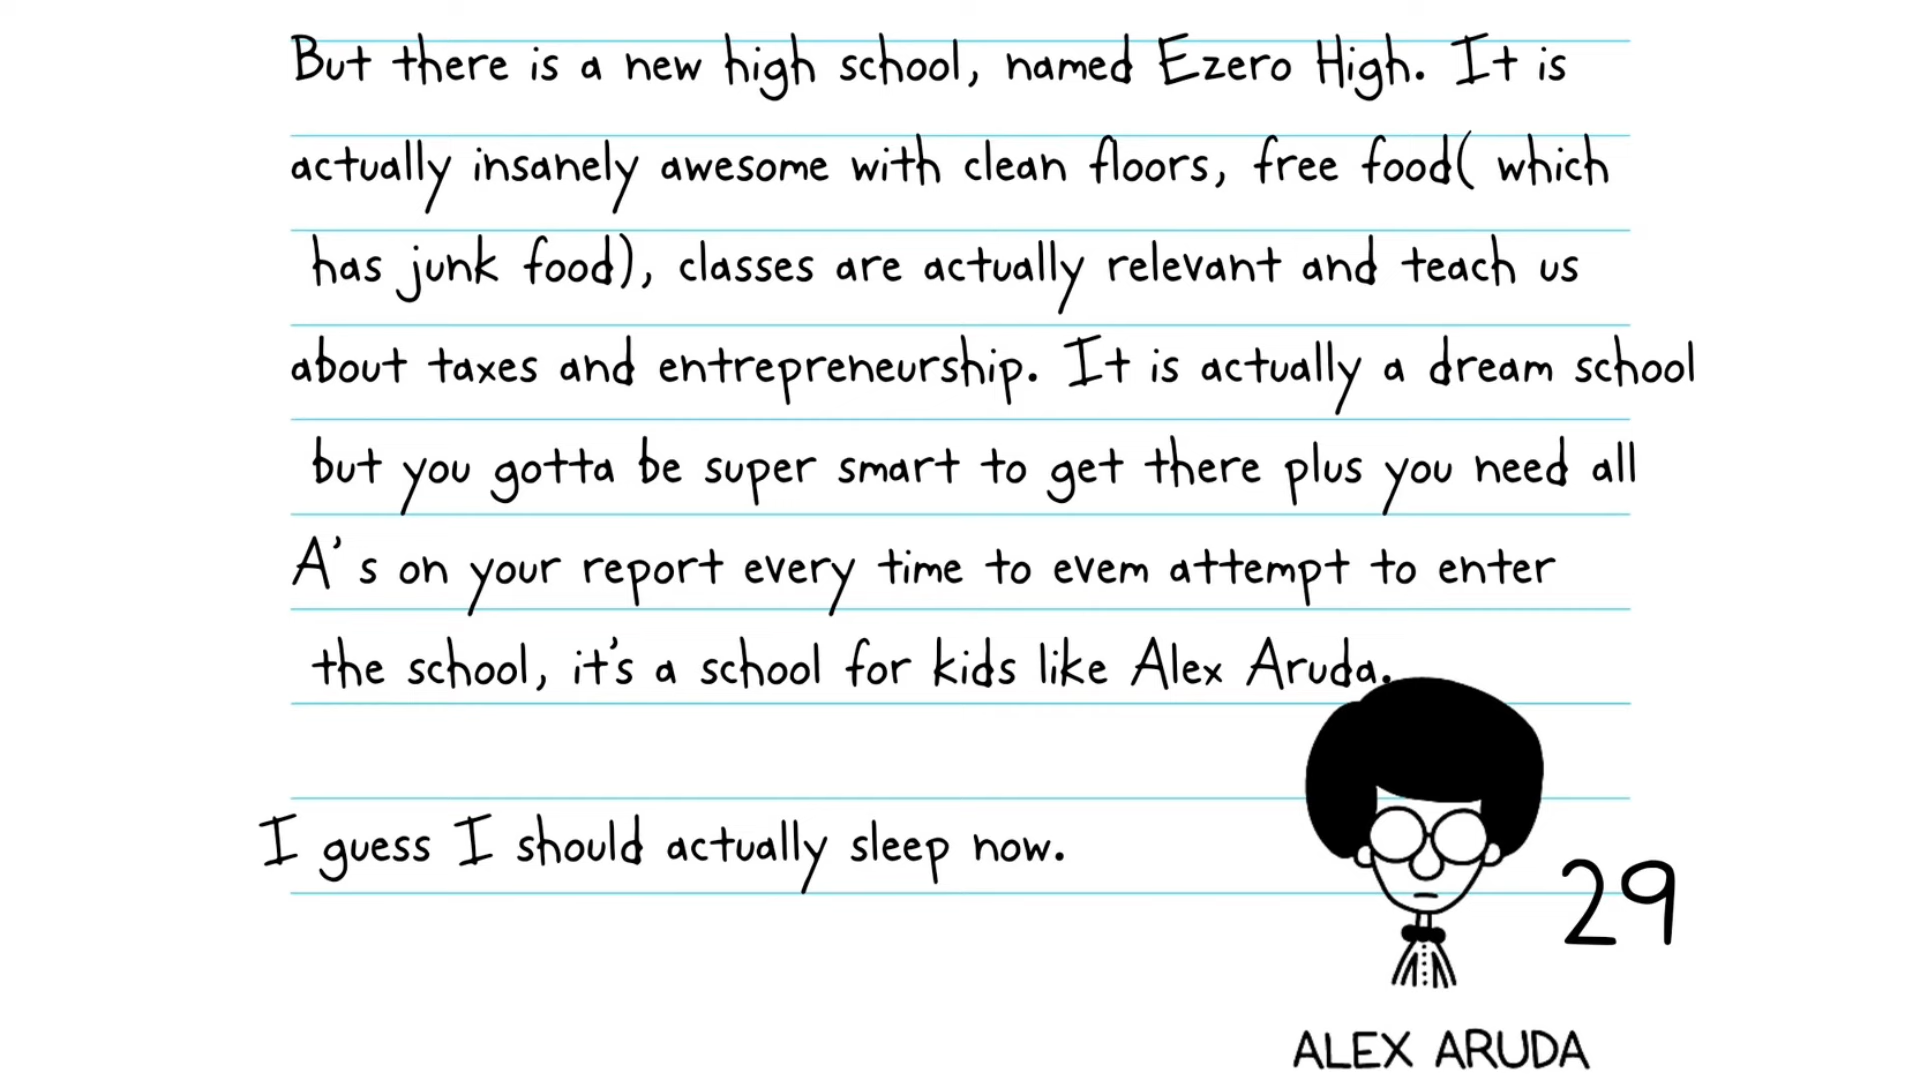 But there is a new high school, named Ezero High. It is
actually insanely awesome with clean floors, free food( which
has junk food), classes are actually relevant and teach us
about taxes and entrepreneurship. It is actually a dream school
but you gotta be super smart to get there plus you need all
A's on your report every time to evem attempt to enter
the school, it's a school for kids like Alex Aruda.
I guess I should actually sleep now.
29
ALEX ARUDA